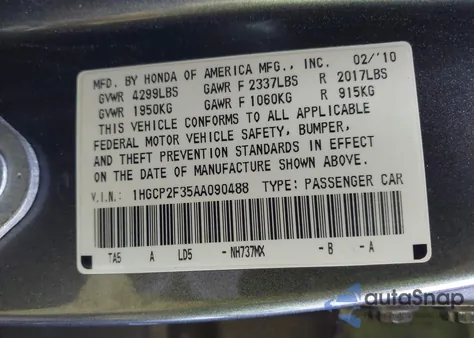 MFD. BY HONDA OF AMERICA MFG., INC. 02/'10
GVWR 4299LBS GAWR F 2337LBS R 2017LBS
GVWR 1950KG GAWR F 1060KG R 915KG
THIS VEHICLE CONFORMS TO ALL APPLICABLE
FEDERAL MOTOR VEHICLE SAFETY, BUMPER,
AND THEFT PREVENTION STANDARDS IN EFFECT
ON THE DATE OF MANUFACTURE SHOWN ABOVE.
V.I.N.: 1HGCP2F35AA090488 TYPE: PASSENGER CAR
TA5 A LD5 -NH737MX -B -A
autoSnap